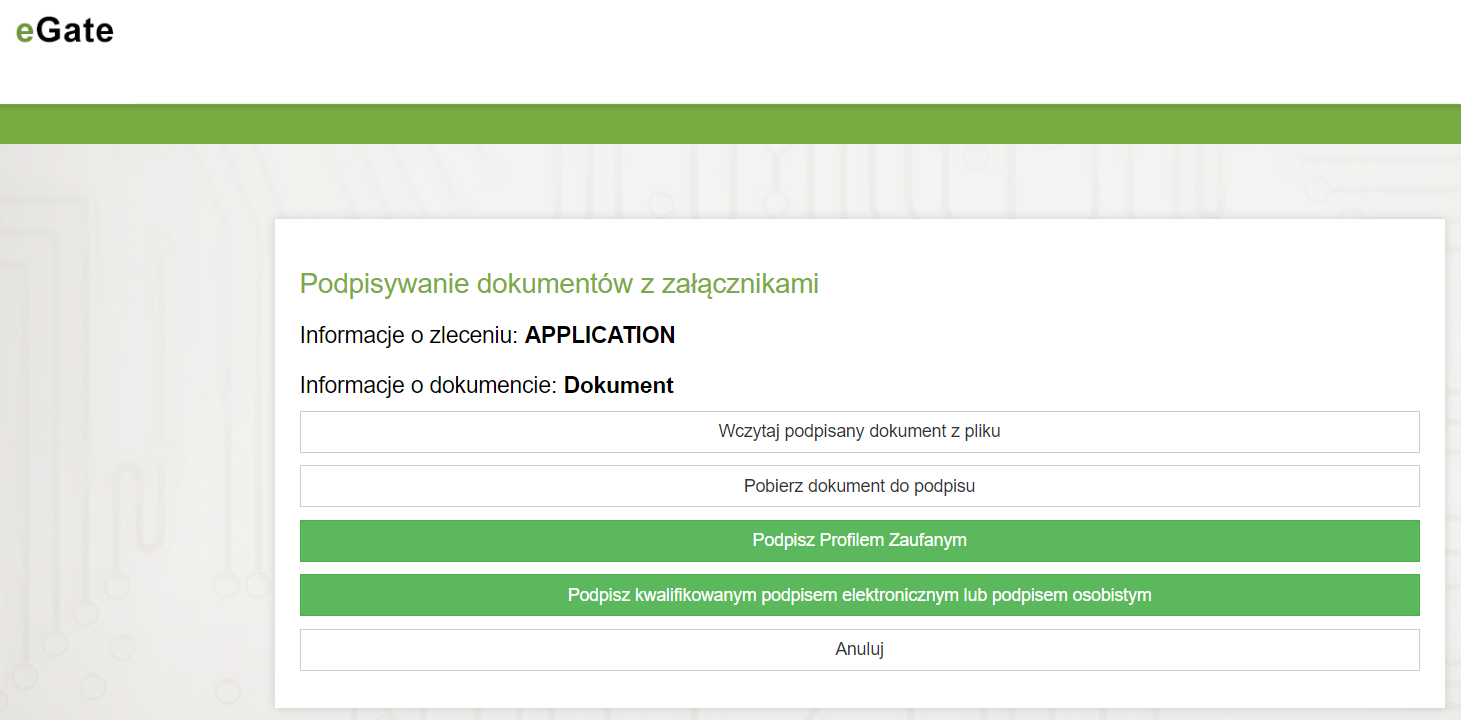 eGate
Podpisywanie dokumentów z załącznikami
Informacje o zleceniu: APPLICATION
Informacje o dokumencie: Dokument
Wczytaj podpisany dokument z pliku
Pobierz dokument do podpisu
Podpisz Profilem Zaufanym
Podpisz kwalifikowanym podpisem elektronicznym lub podpisem osobistym
Anuluj